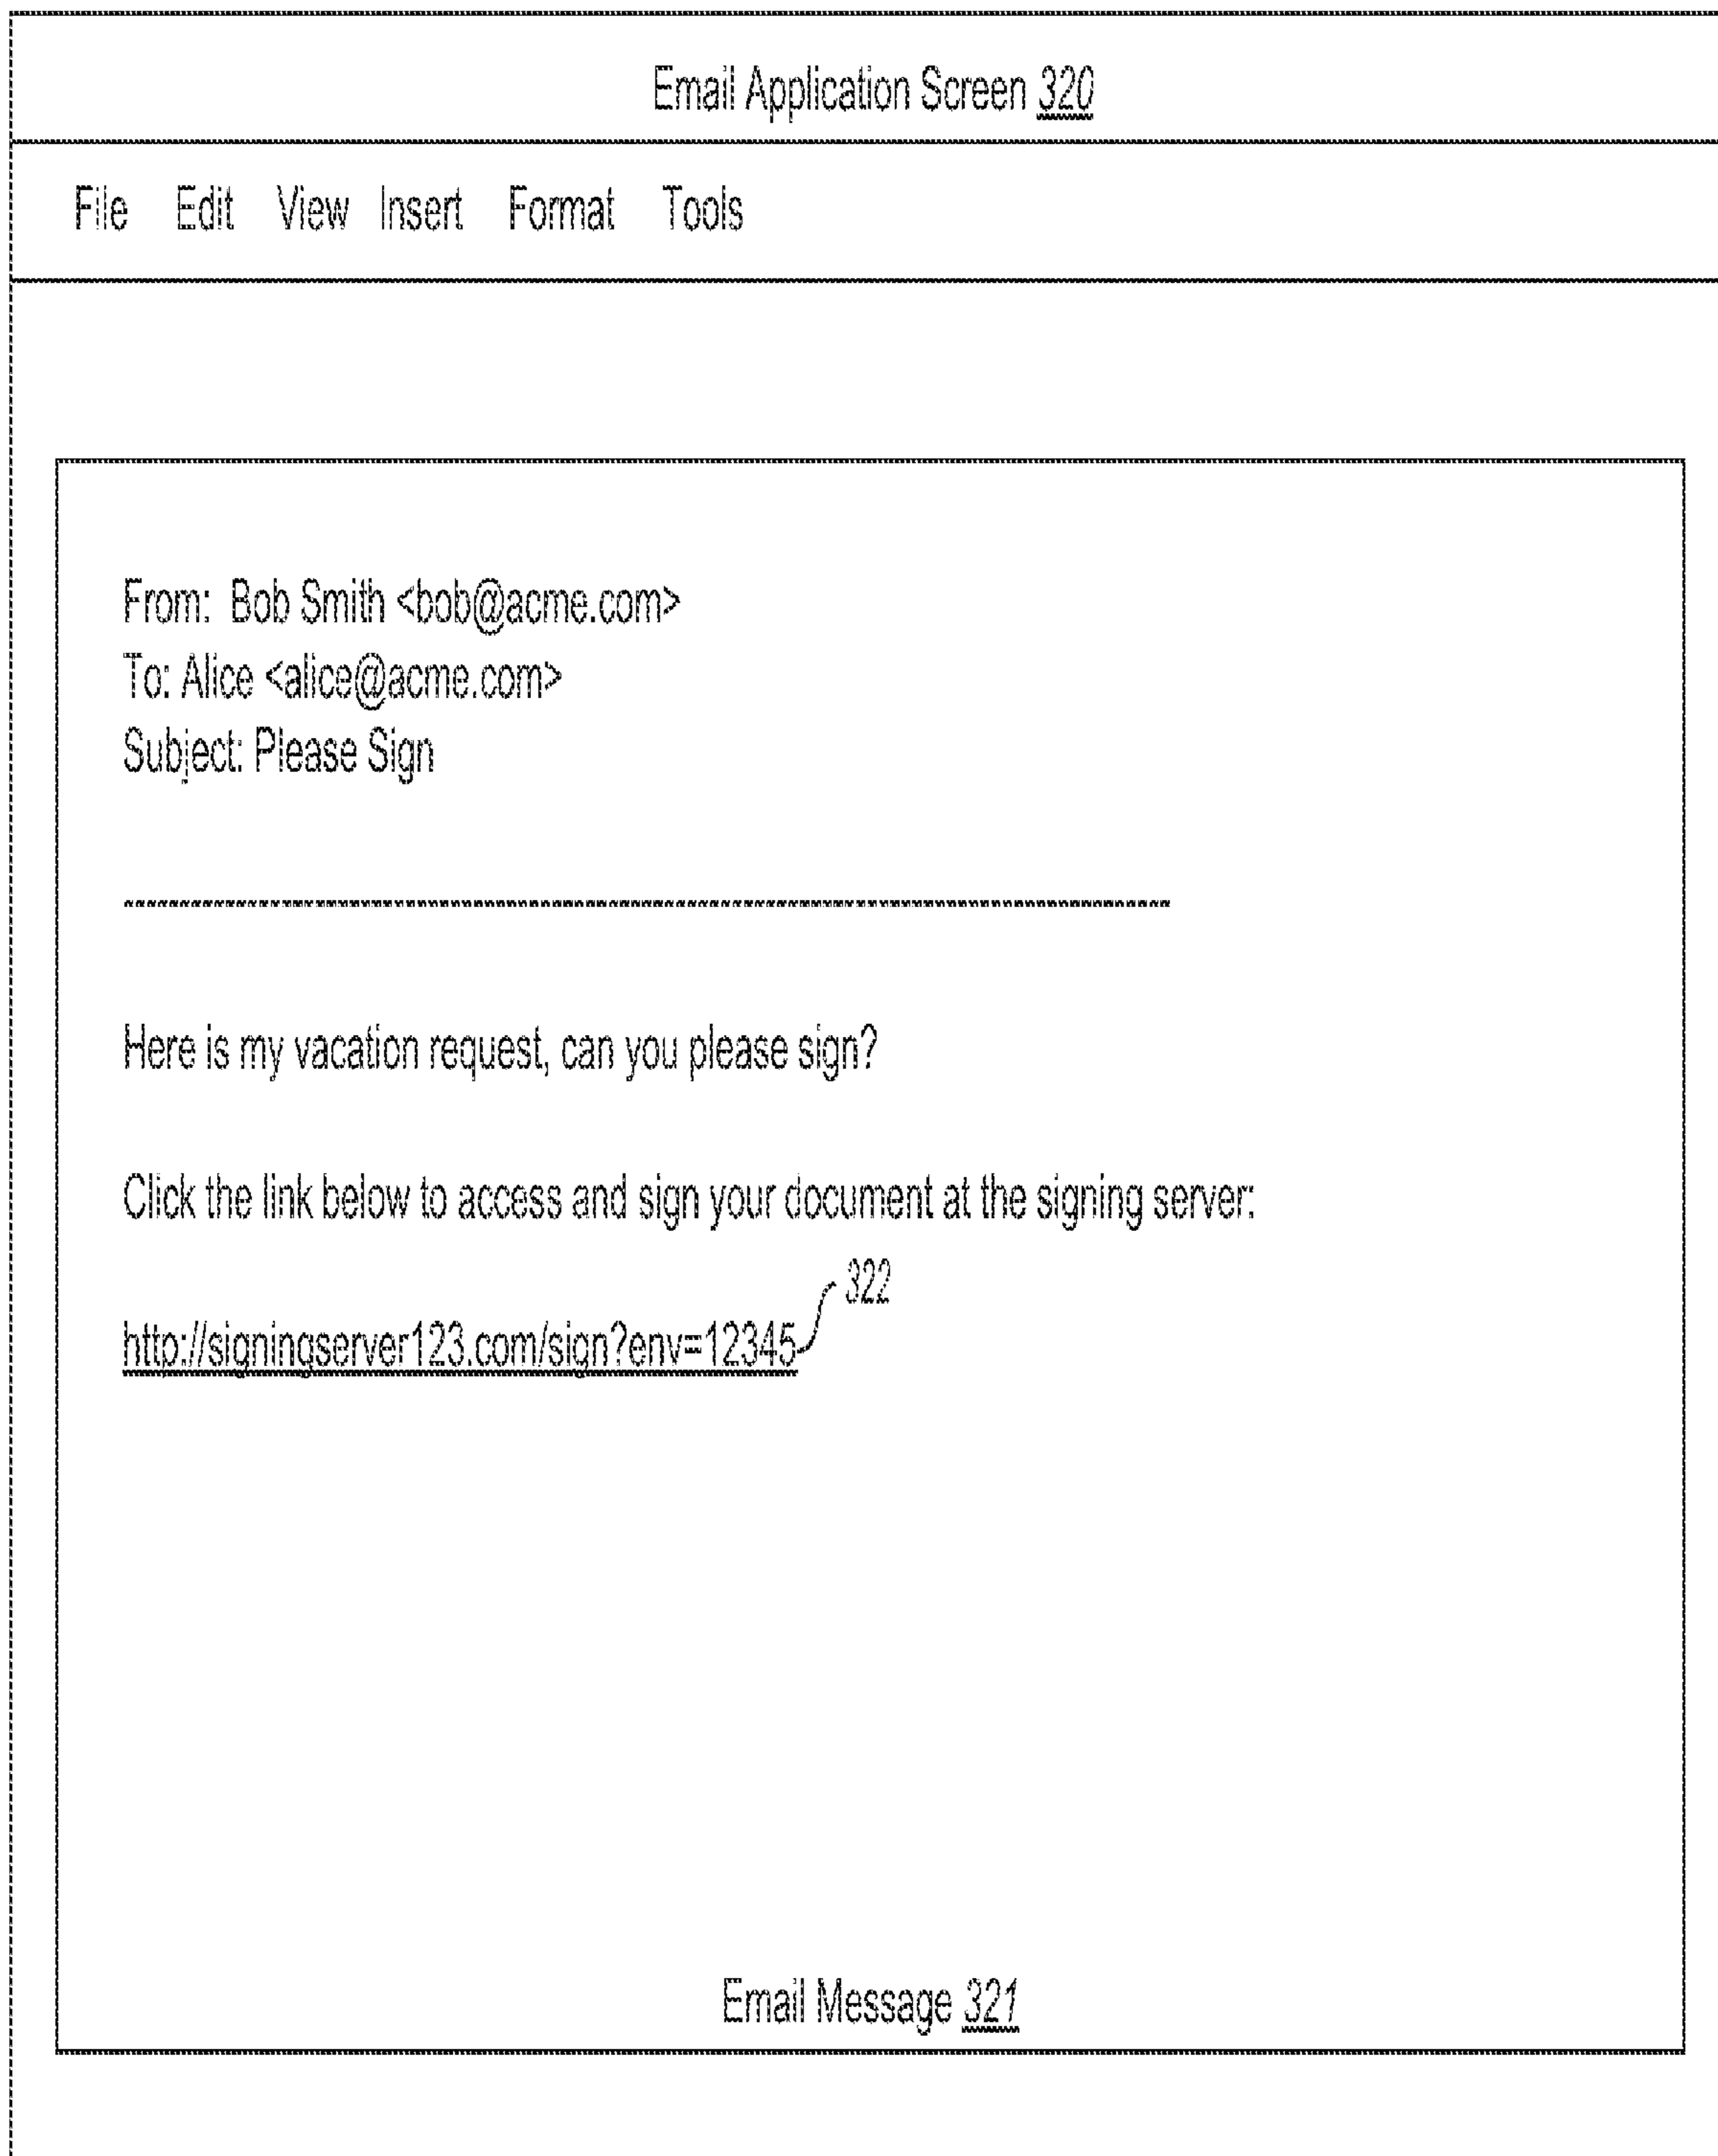 Email Application Screen 320
File Edit View Insert Format Tools
From: Bob Smith <bob@acme.com>
To: Alice <alice@acme.com>
Subject: Please Sign
Here is my vacation request, can you please sign?
Click the link below to access and sign your document at the signing server:
322
http://signingserver123.com/sign?env=12345
Email Message 321